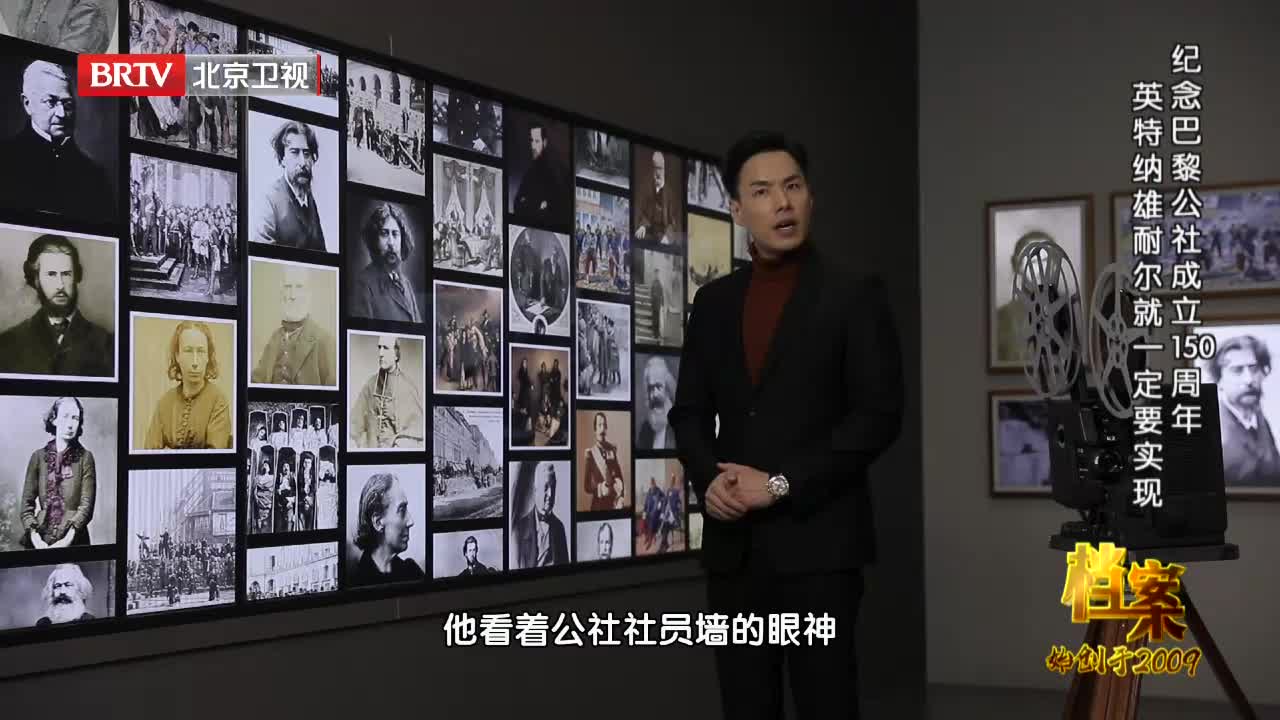 BRTV 北京卫视
纪念巴黎公社成立150周年
英特纳雄耐尔就一定要实现
他看着公社社员墙的眼神
档案
始创于2009